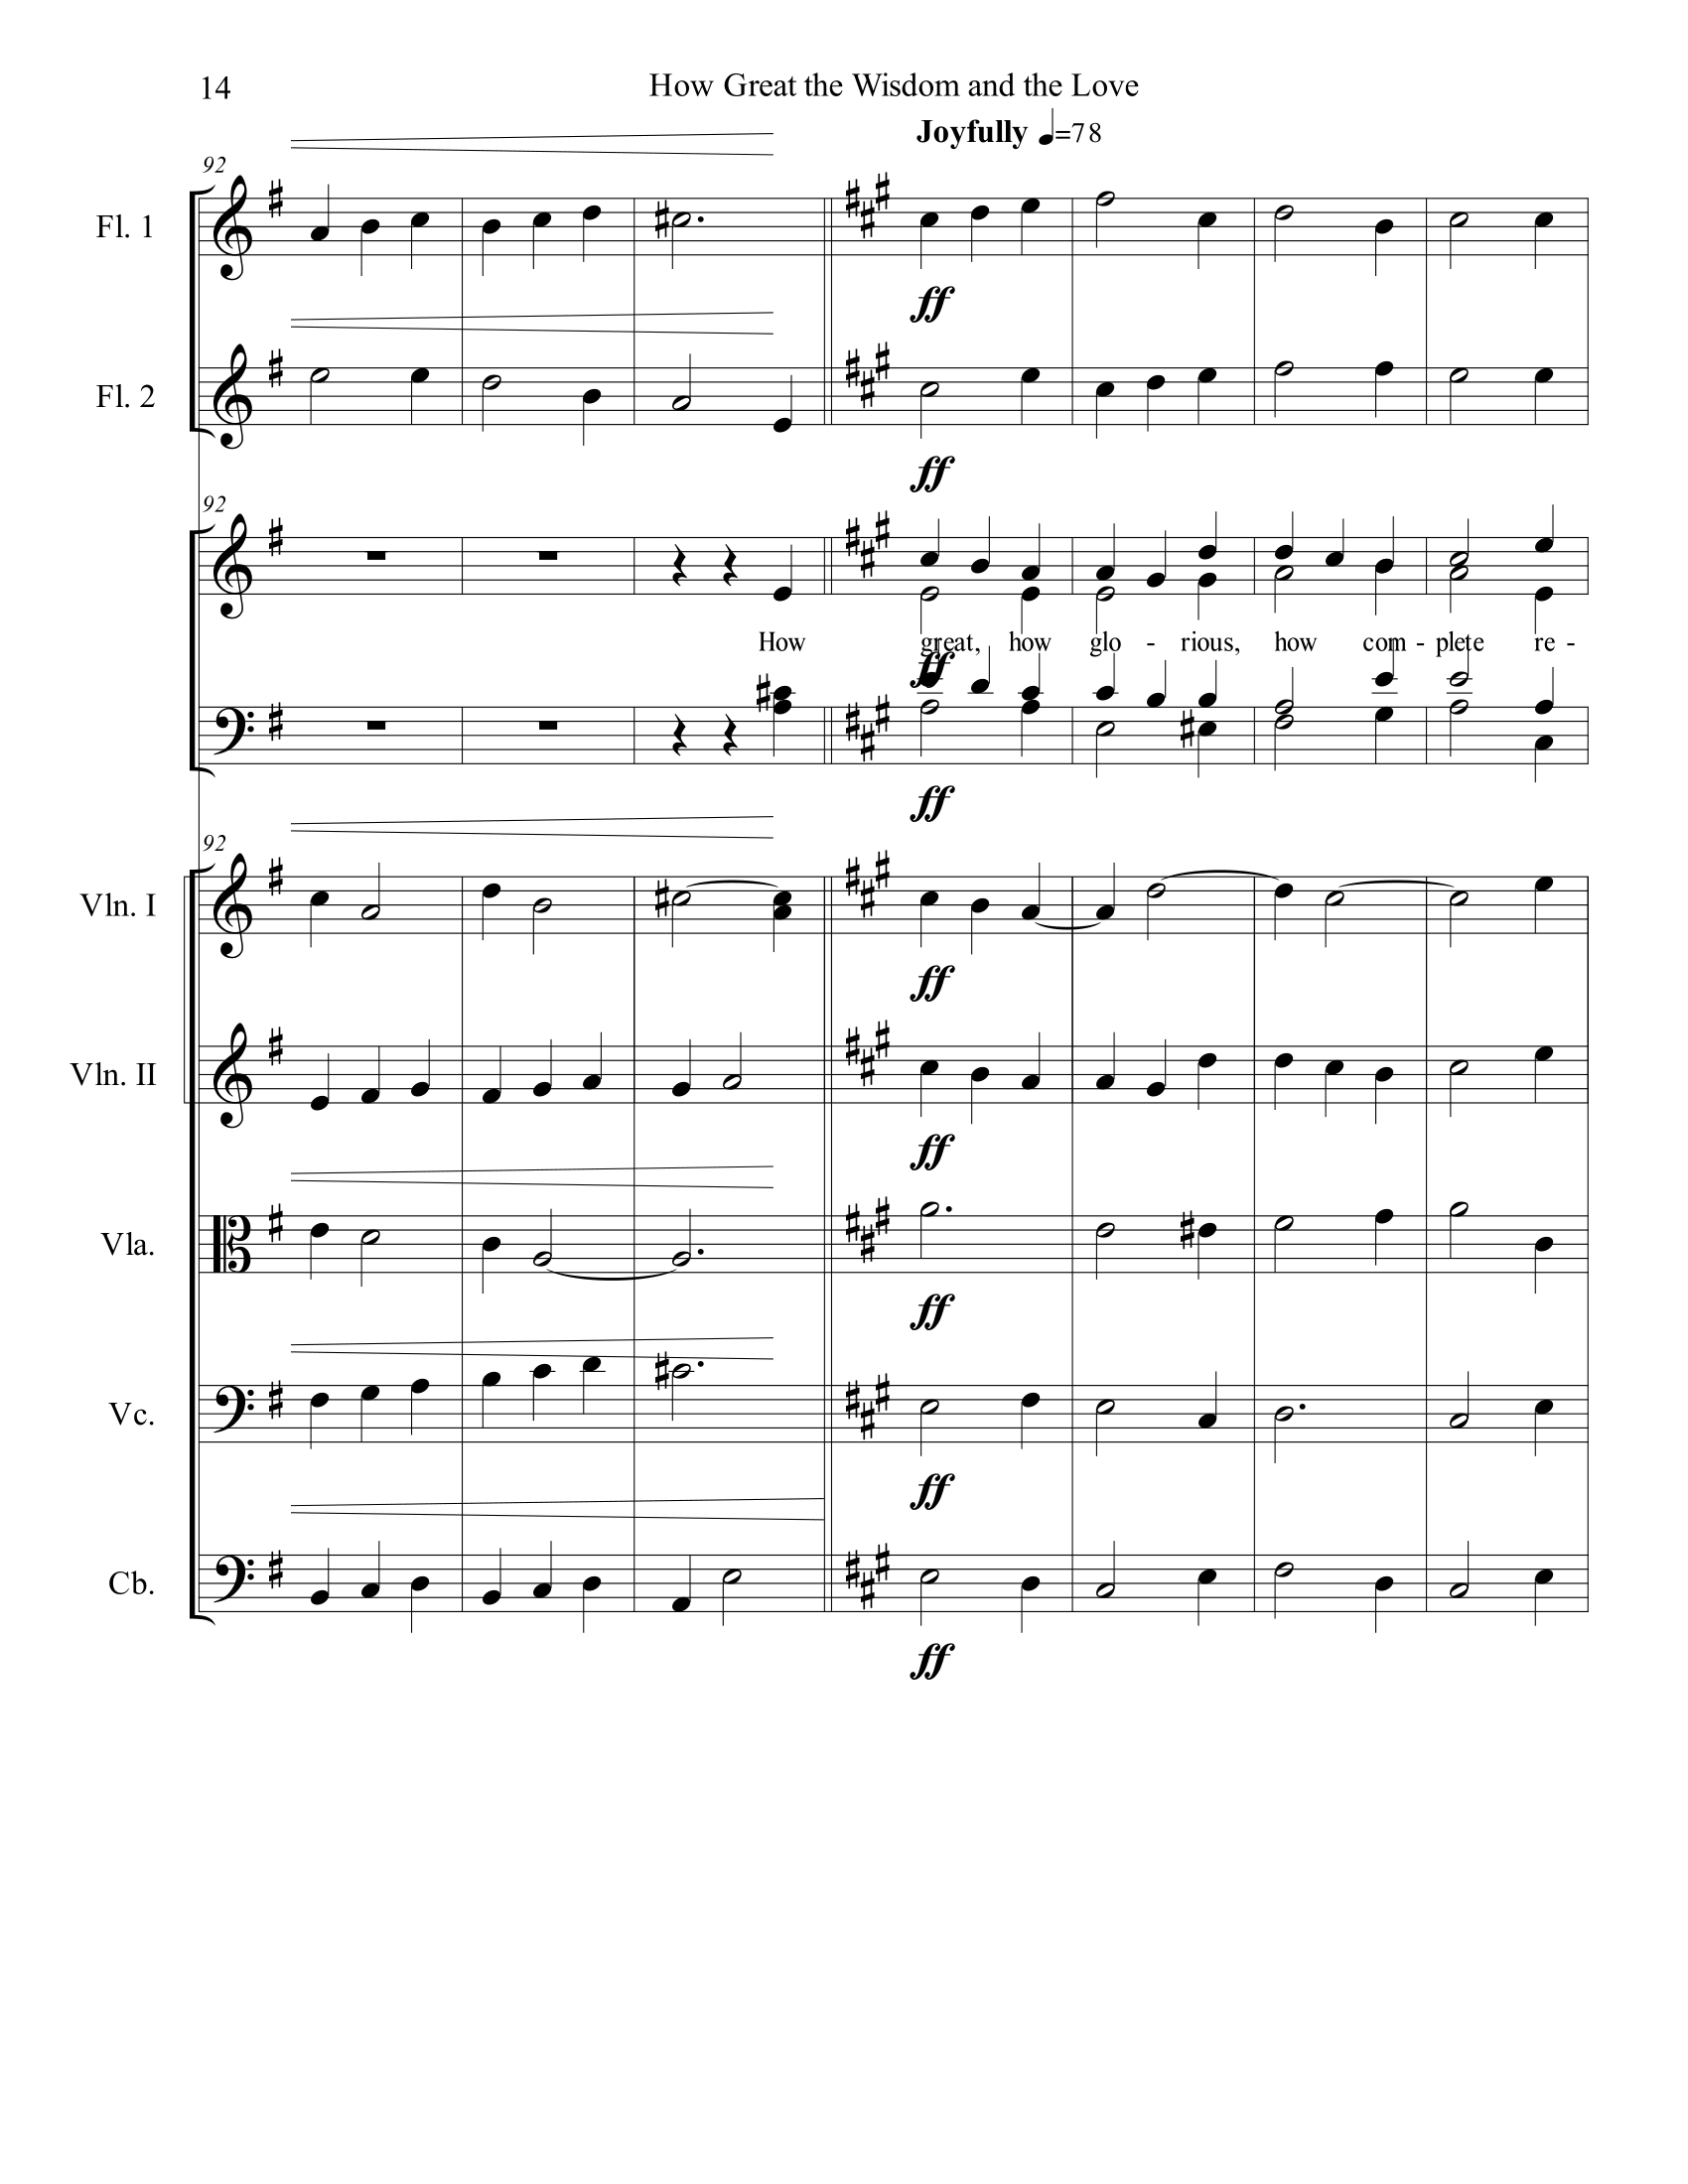 14
How Great the Wisdom and the Love
Joyfully ♩=78
92
Fl. 1
ff
Fl. 2
ff
92
How great, how glo - rious, how com - plete re -
ff
ff
92
Vln. I
ff
Vln. II
ff
Vla.
ff
Vc.
ff
Cb.
ff